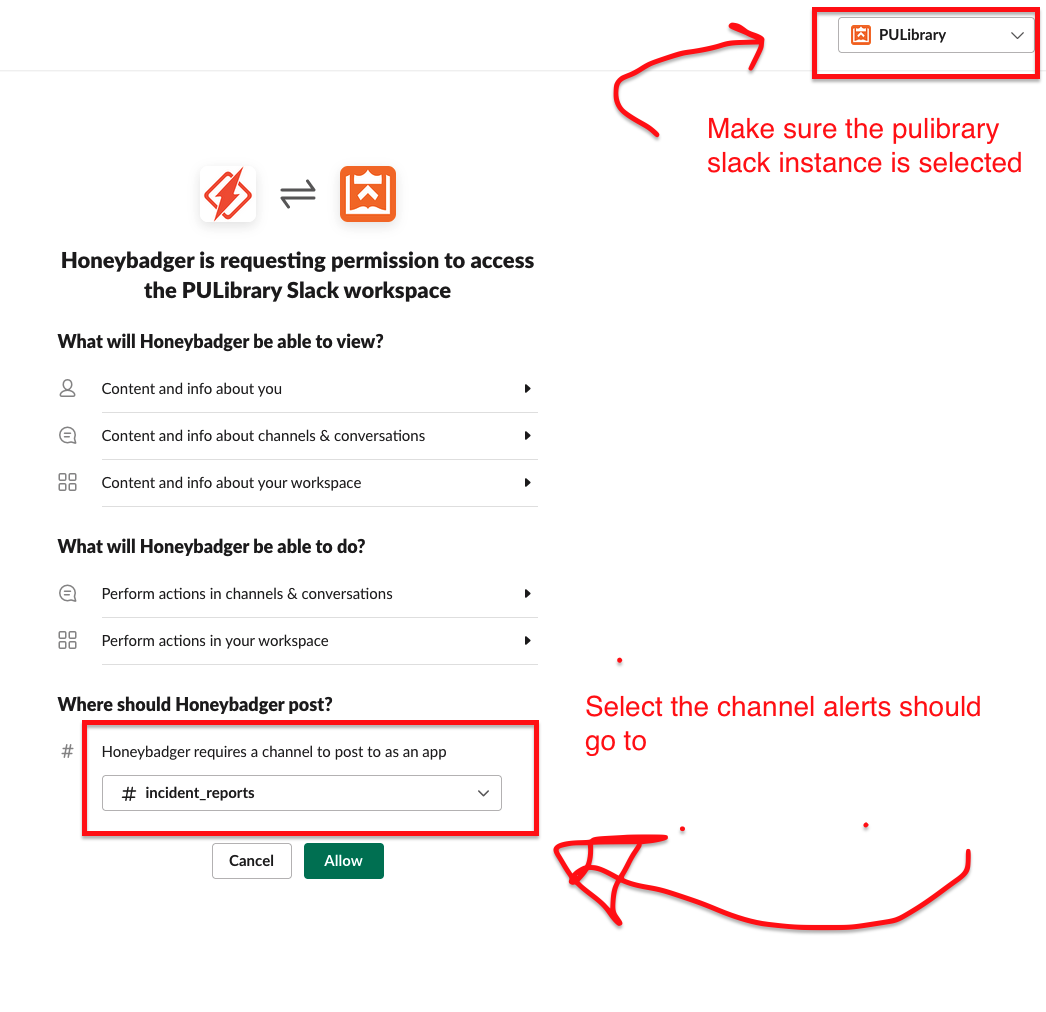 PULibrary
Make sure the pulibrary
slack instance is selected
Honeybadger is requesting permission to access
the PULibrary Slack workspace
What will Honeybadger be able to view?
Content and info about you
Content and info about channels & conversations
Content and info about your workspace
What will Honeybadger be able to do?
Perform actions in channels & conversations
Perform actions in your workspace
Where should Honeybadger post?
# Honeybadger requires a channel to post to as an app
# incident_reports
Select the channel alerts should
go to
Cancel Allow